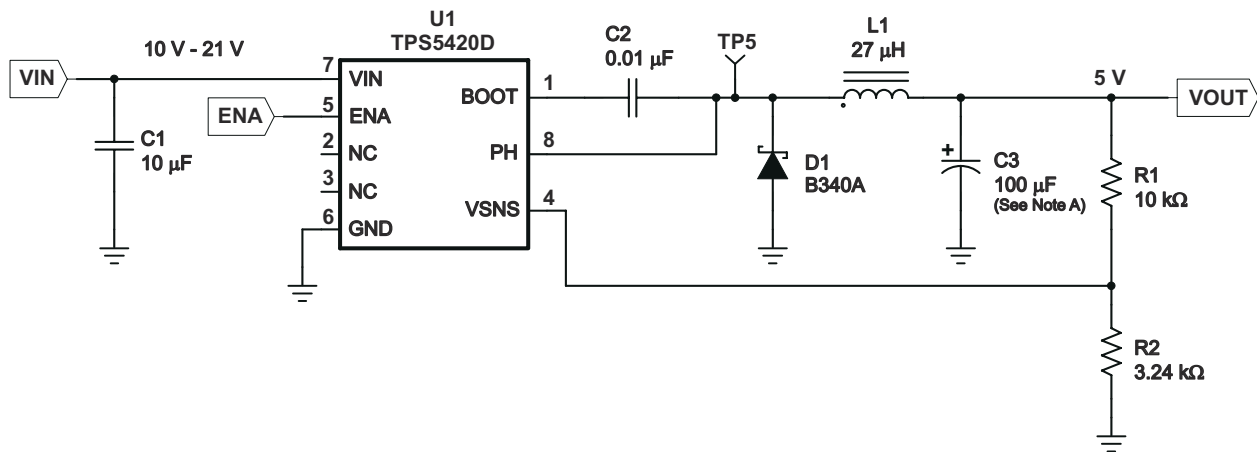 U1
TPS5420D
10 V - 21 V
VIN
C1
10 μF
ENA
7
5
2
3
6
VIN
ENA
NC
NC
GND
BOOT
PH
VSNS
1
8
4
C2
0.01 μF
TP5
D1
B340A
L1
27 μH
C3
100 μF
(See Note A)
+
5 V
VOUT
R1
10 kΩ
R2
3.24 kΩ